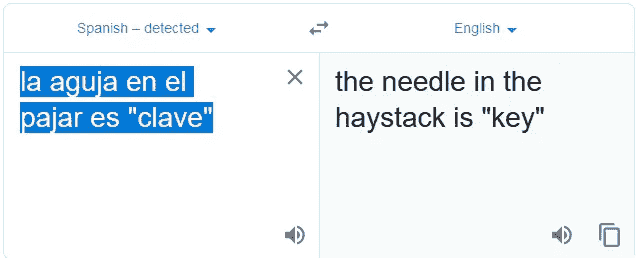 Spanish – detected
English
la aguja en el
pajar es "clave"
the needle in the
haystack is "key"